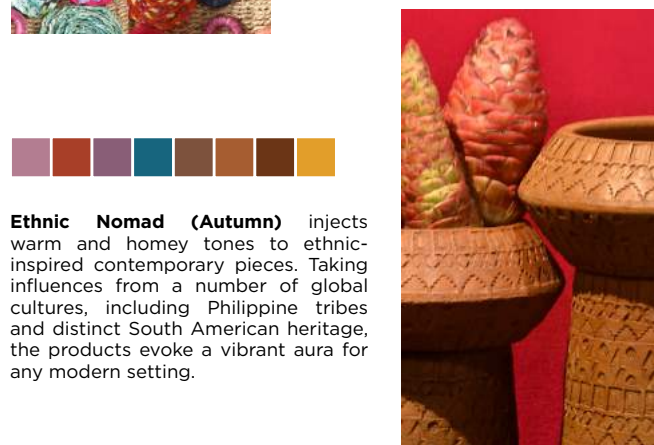 Ethnic Nomad (Autumn) injects
warm and homey tones to ethnic-
inspired contemporary pieces. Taking
influences from a number of global
cultures, including Philippine tribes
and distinct South American heritage,
the products evoke a vibrant aura for
any modern setting.